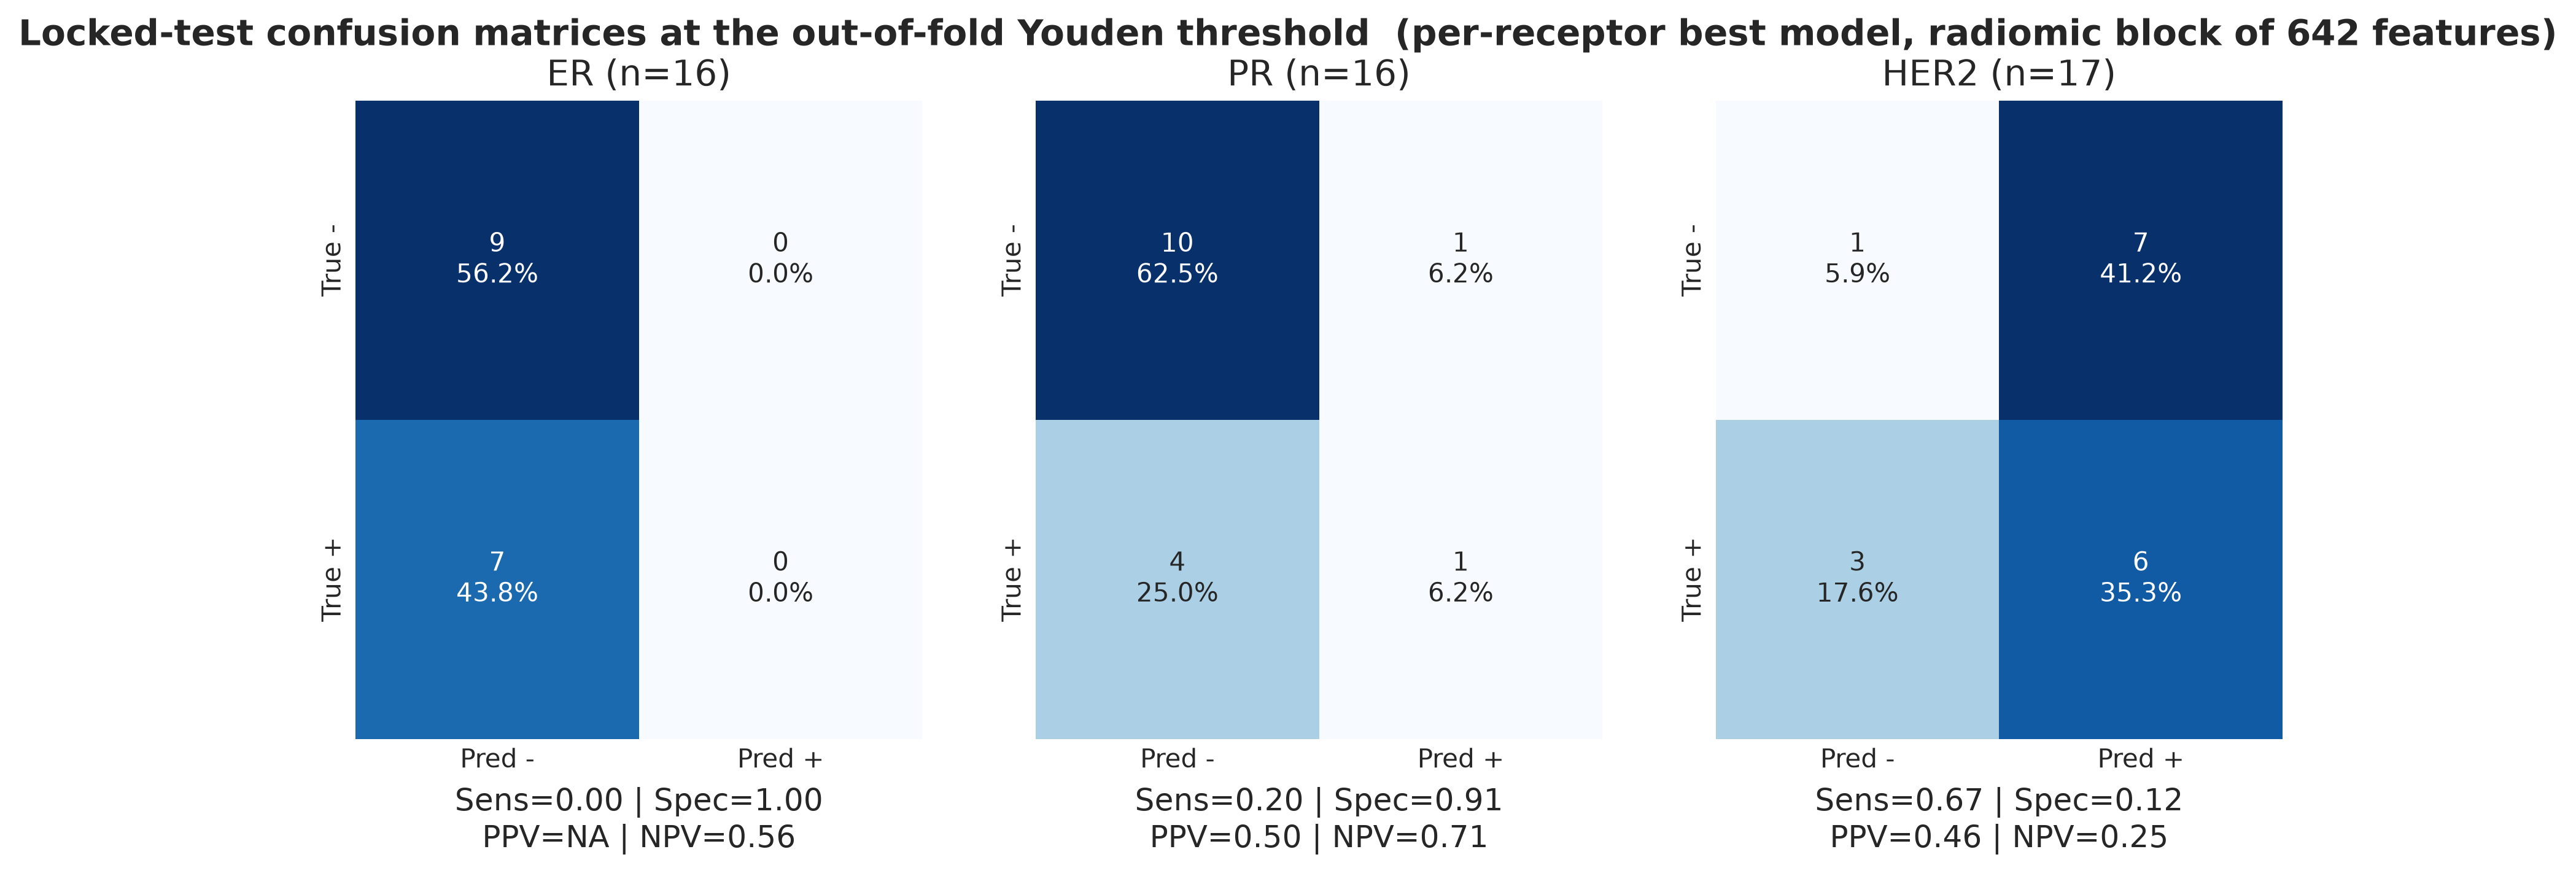 Locked-test confusion matrices at the out-of-fold Youden threshold  (per-receptor best model, radiomic block of 642 features)
ER (n=16)
True -
9
56.2%
0
0.0%
True +
7
43.8%
0
0.0%
Pred -
Pred +
Sens=0.00 | Spec=1.00
PPV=NA | NPV=0.56
PR (n=16)
True -
10
62.5%
1
6.2%
True +
4
25.0%
1
6.2%
Pred -
Pred +
Sens=0.20 | Spec=0.91
PPV=0.50 | NPV=0.71
HER2 (n=17)
True -
1
5.9%
7
41.2%
True +
3
17.6%
6
35.3%
Pred -
Pred +
Sens=0.67 | Spec=0.12
PPV=0.46 | NPV=0.25